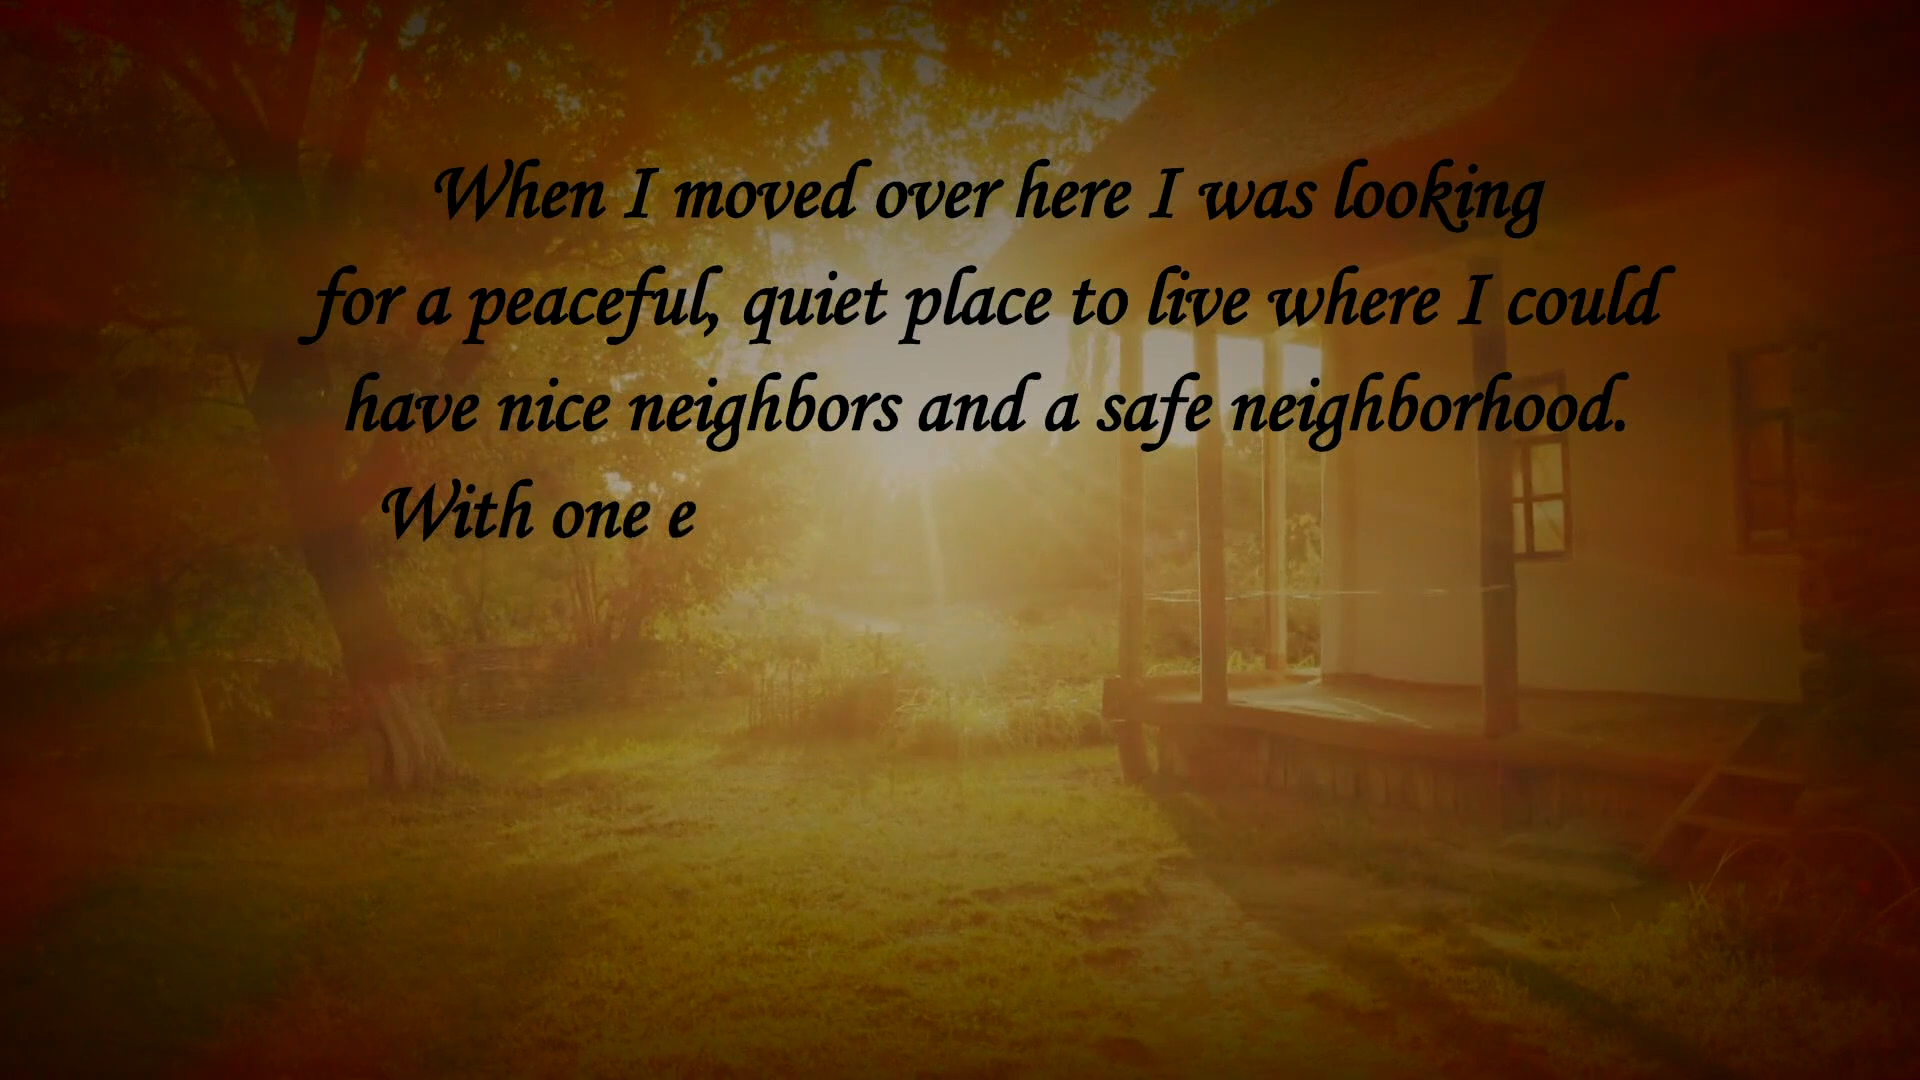 When I moved over here I was looking
for a peaceful, quiet place to live where I could
have nice neighbors and a safe neighborhood.
With one e